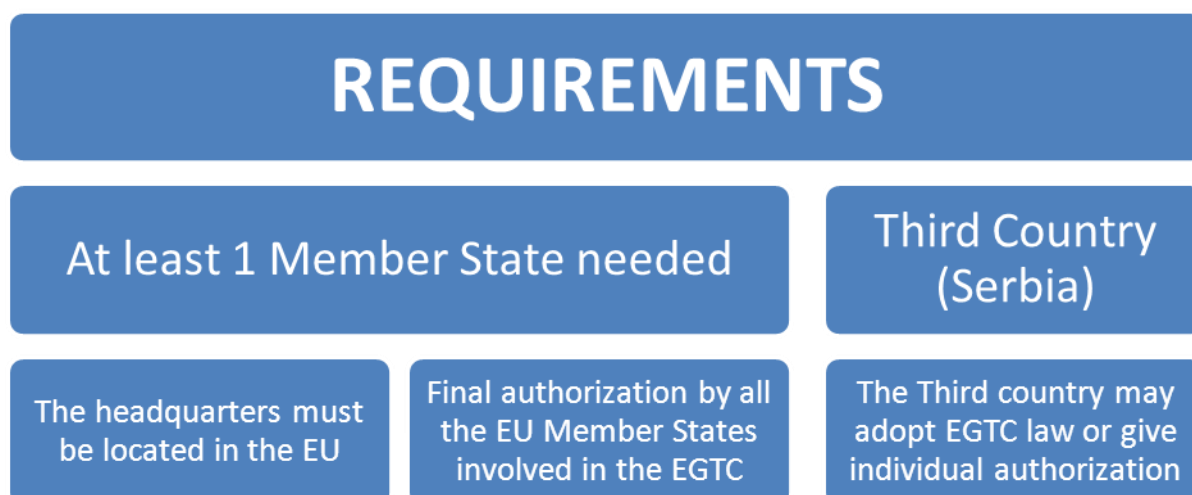 REQUIREMENTS
At least 1 Member State needed
Third Country
(Serbia)
The headquarters must
be located in the EU
Final authorization by all
the EU Member States
involved in the EGTC
The Third country may
adopt EGTC law or give
individual authorization